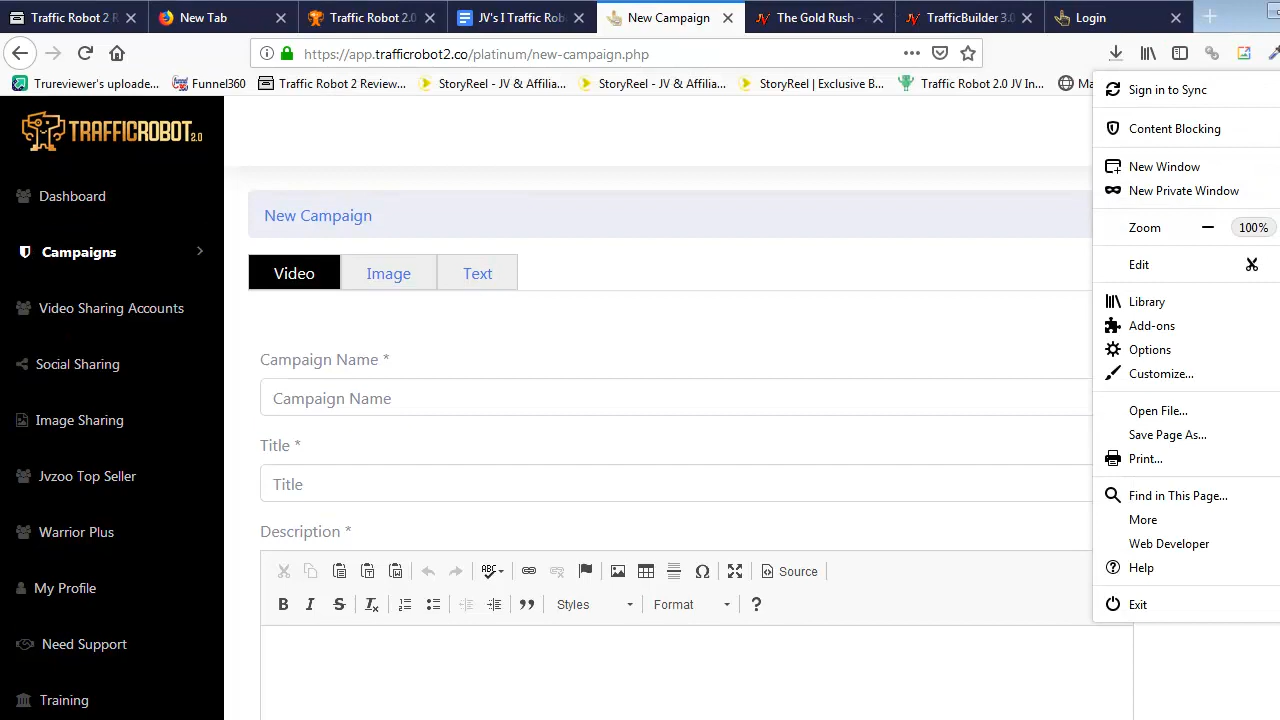 Traffic Robot 2 R
New Tab
Traffic Robot 2.0
JV's I Traffic Rob
New Campaign
The Gold Rush -
TrafficBuilder 3.0
Login
https://app.trafficrobot2.co/platinum/new-campaign.php
Trureviewer's uploade...
Funnel360
Traffic Robot 2 Review...
StoryReel - JV & Affilia...
StoryReel - JV & Affilia...
StoryReel | Exclusive B...
Traffic Robot 2.0 JV In...
Ma
TRAFFICROBOT 2.0
Dashboard
Campaigns
Video Sharing Accounts
Social Sharing
Image Sharing
Jvzoo Top Seller
Warrior Plus
My Profile
Need Support
Training
New Campaign
Video
Image
Text
Campaign Name *
Campaign Name
Title *
Title
Description *
ABC
Source
B I S Tx
Styles
Format
?
Sign in to Sync
Content Blocking
New Window
New Private Window
Zoom
100%
Edit
Library
Add-ons
Options
Customize...
Open File...
Save Page As...
Print...
Find in This Page...
More
Web Developer
Help
Exit